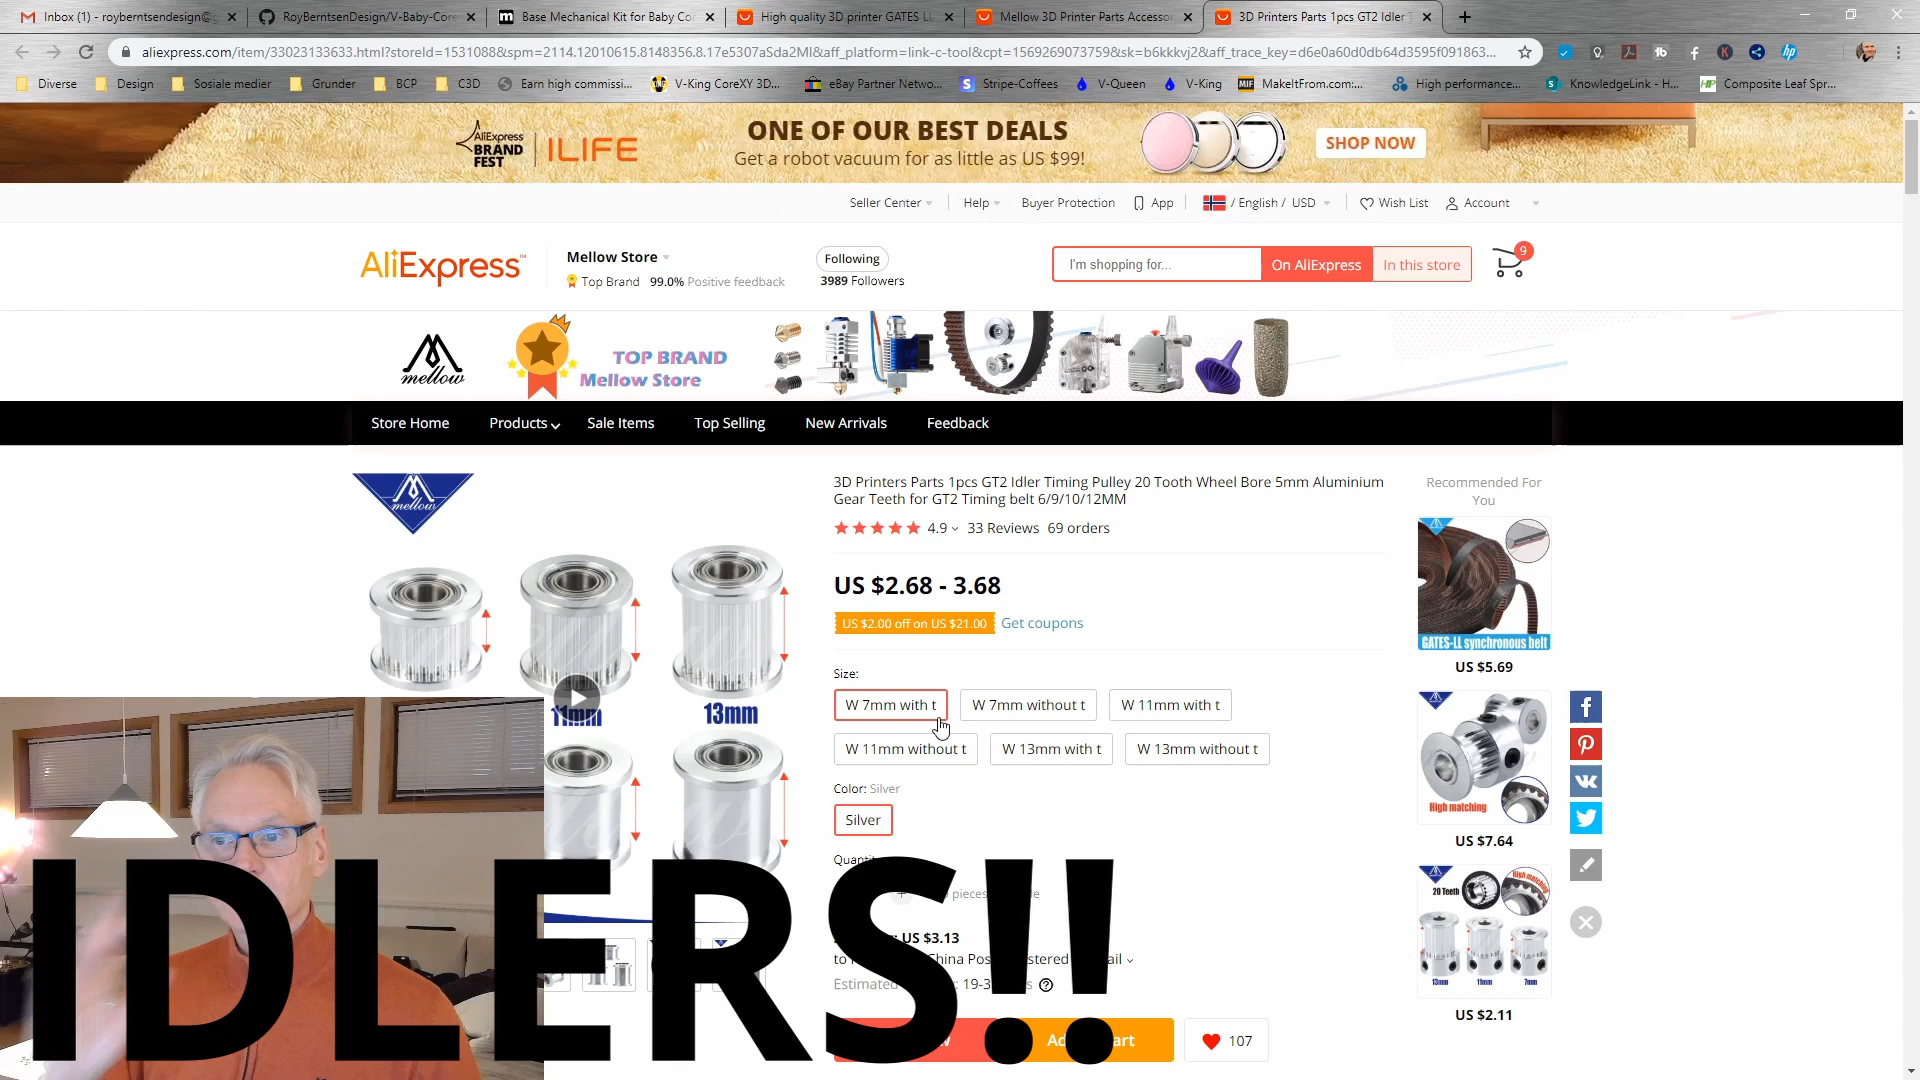 Inbox (1) - royberntsendesign@g
RoyBerntsenDesign/V-Baby-Core
Base Mechanical Kit for Baby Co
High quality 3D printer GATES LL
Mellow 3D Printer Parts Accesso
3D Printers Parts 1pcs GT2 Idler T
aliexpress.com/item/33023133633.html?storeId=1531088&spm=2114.12010615.8148356.8.17e5307aSda2Ml&aff_platform=link-c-tool&cpt=1569269073759&sk=b6kkkvj2&aff_trace_key=d6e0a60d0db64d3595f091863...
Diverse
Design
Sosiale medier
Grunder
BCP
C3D
Earn high commissi...
V-King CoreXY 3D...
eBay Partner Netwo...
Stripe-Coffees
V-Queen
V-King
MIF
MakeItFrom.com:...
High performance...
KnowledgeLink - H...
Composite Leaf Spr...
AliExpress
BRAND
FEST
ILIFE
ONE OF OUR BEST DEALS
Get a robot vacuum for as little as US $99!
SHOP NOW
Seller Center
Help
Buyer Protection
App
/ English / USD
Wish List
Account
AliExpress™
Mellow Store
Top Brand 99.0% Positive feedback
Following
3989 Followers
I'm shopping for...
On AliExpress
In this store
9
mellow
TOP BRAND
Mellow Store
Store Home
Products
Sale Items
Top Selling
New Arrivals
Feedback
mellow
11mm
13mm
3D Printers Parts 1pcs GT2 Idler Timing Pulley 20 Tooth Wheel Bore 5mm Aluminium
Gear Teeth for GT2 Timing belt 6/9/10/12MM
4.9 33 Reviews 69 orders
US $2.68 - 3.68
US $2.00 off on US $21.00
Get coupons
Size:
W 7mm with t
W 7mm without t
W 11mm with t
W 11mm without t
W 13mm with t
W 13mm without t
Color: Silver
Silver
US $3.13
Estimated
107
IDLERS!!
Recommended For
You
GATES-LL synchronous belt
US $5.69
High matching
US $7.64
20 Teeth
High matching
13mm
11mm
7mm
US $2.11